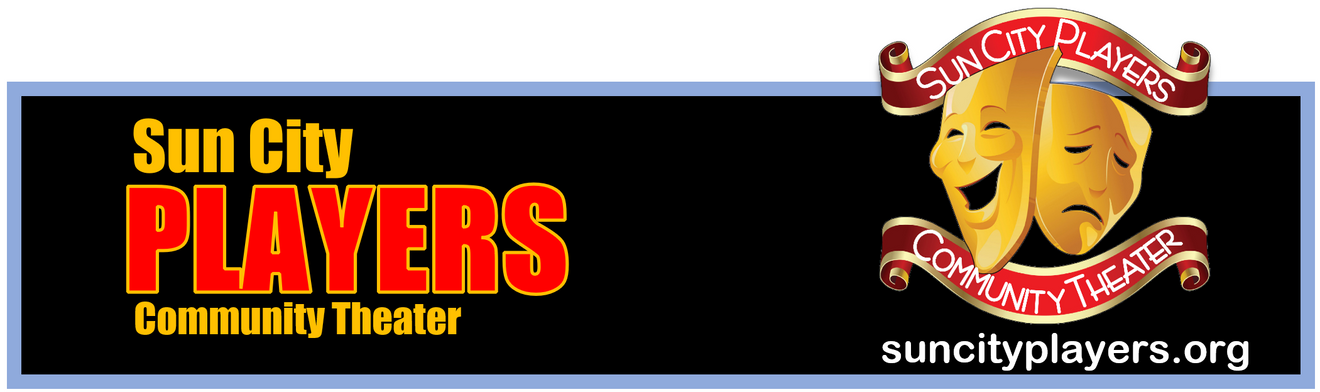 Sun City
PLAYERS
Community Theater
SUN CITY PLAYERS
COMMUNITY THEATER
suncityplayers.org